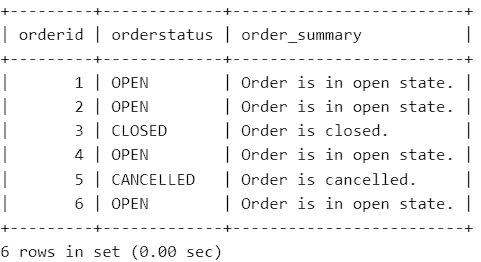 +---------+-------------+-------------------------+
| orderid | orderstatus | order_summary           |
+---------+-------------+-------------------------+
|       1 | OPEN        | Order is in open state. |
|       2 | OPEN        | Order is in open state. |
|       3 | CLOSED      | Order is closed.        |
|       4 | OPEN        | Order is in open state. |
|       5 | CANCELLED   | Order is cancelled.     |
|       6 | OPEN        | Order is in open state. |
+---------+-------------+-------------------------+
6 rows in set (0.00 sec)